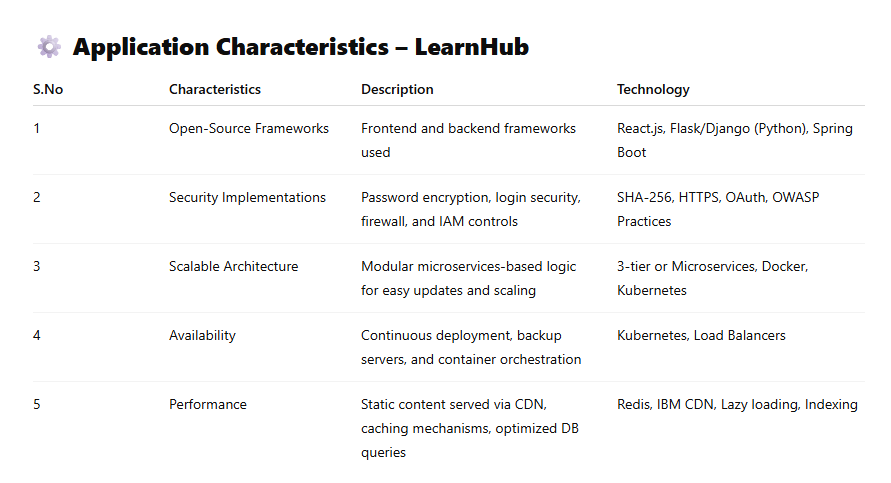 Application Characteristics – LearnHub
S.No Characteristics Description Technology
1 Open-Source Frameworks Frontend and backend frameworks used React.js, Flask/Django (Python), Spring Boot
2 Security Implementations Password encryption, login security, firewall, and IAM controls SHA-256, HTTPS, OAuth, OWASP Practices
3 Scalable Architecture Modular microservices-based logic for easy updates and scaling 3-tier or Microservices, Docker, Kubernetes
4 Availability Continuous deployment, backup servers, and container orchestration Kubernetes, Load Balancers
5 Performance Static content served via CDN, caching mechanisms, optimized DB queries Redis, IBM CDN, Lazy loading, Indexing